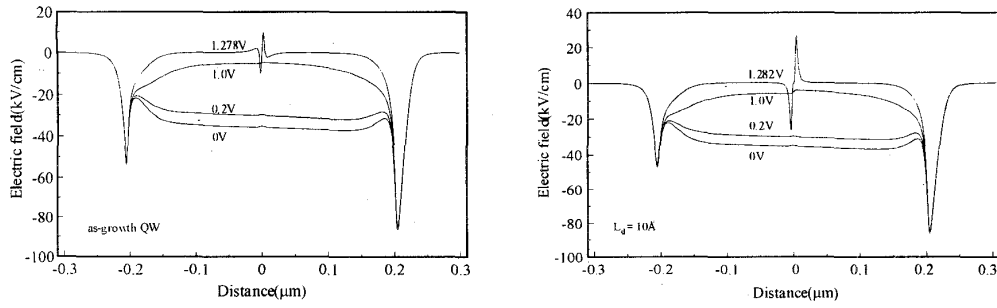 Electric field(kV/cm)
20
0
-20
-40
-60
-80
-100
1.278V
1.0V
0.2V
0V
as-growth QW
-0.3
-0.2
-0.1
0
0.1
0.2
0.3
Distance(μm)
Electric field(kV/cm)
40
20
0
-20
-40
-60
-80
-100
1.282V
1.0V
0.2V
0V
L_d = 10Å
-0.3
-0.2
-0.1
0
0.1
0.2
0.3
Distance(μm)